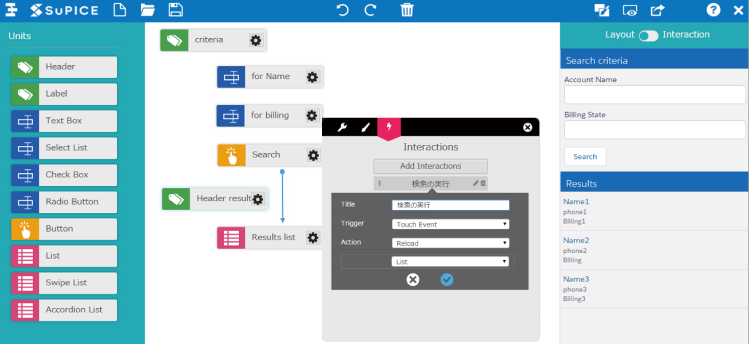 SuPICE
Units
Header
Label
Text Box
Select List
Check Box
Radio Button
Button
List
Swipe List
Accordion List
criteria
for Name
for billing
Search
Header result
Results list
Interactions
Add Interactions
検索の実行
Title 検索の実行
Trigger Touch Event
Action Reload
List
Layout Interaction
Search criteria
Account Name
Billing State
Search
Results
Name1
phone1
Billing1
Name2
phone2
Billing
Name3
phone3
Billing3